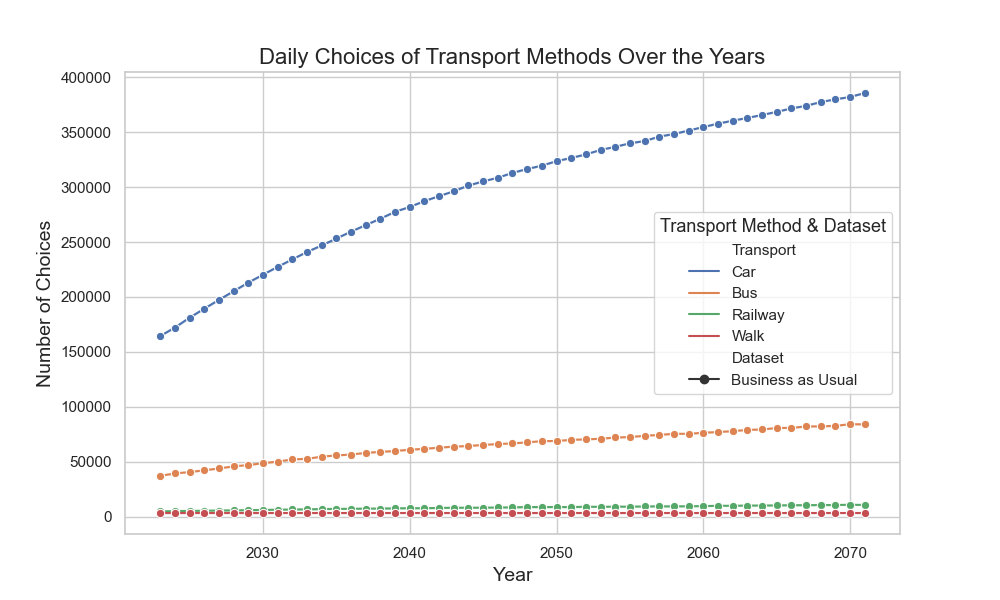 Daily Choices of Transport Methods Over the Years
400000
350000
300000
250000
200000
150000
100000
50000
0
Number of Choices
Transport Method & Dataset
Transport
Car
Bus
Railway
Walk
Dataset
Business as Usual
2030 2040 2050 2060 2070
Year